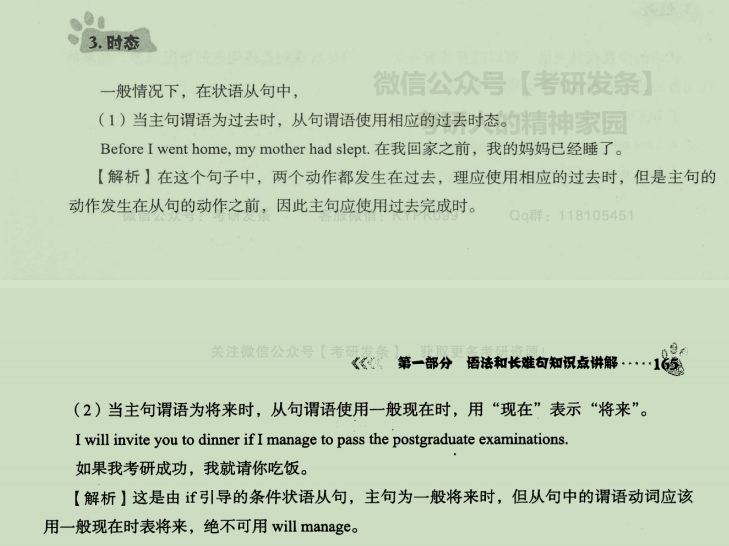 3. 时态
微信公众号【考研发条】
一般情况下，在状语从句中，
考研人的精神家园
（1）当主句谓语为过去时，从句谓语使用相应的过去时态。
Before I went home, my mother had slept. 在我回家之前，我的妈妈已经睡了。
【解析】在这个句子中，两个动作都发生在过去，理应使用相应的过去时，但是主句的
动作发生在从句的动作之前，因此主句应使用过去完成时。
微信公众号：考研发条 客服微信：KYFK099 Qq群：118105451
关注微信公众号【考研发条】，获取更多考研资源！
第一部分 语法和长难句知识点讲解·····165
（2）当主句谓语为将来时，从句谓语使用一般现在时，用“现在”表示“将来”。
I will invite you to dinner if I manage to pass the postgraduate examinations.
如果我考研成功，我就请你吃饭。
【解析】这是由 if 引导的条件状语从句，主句为一般将来时，但从句中的谓语动词应该
用一般现在时表将来，绝不可用 will manage。